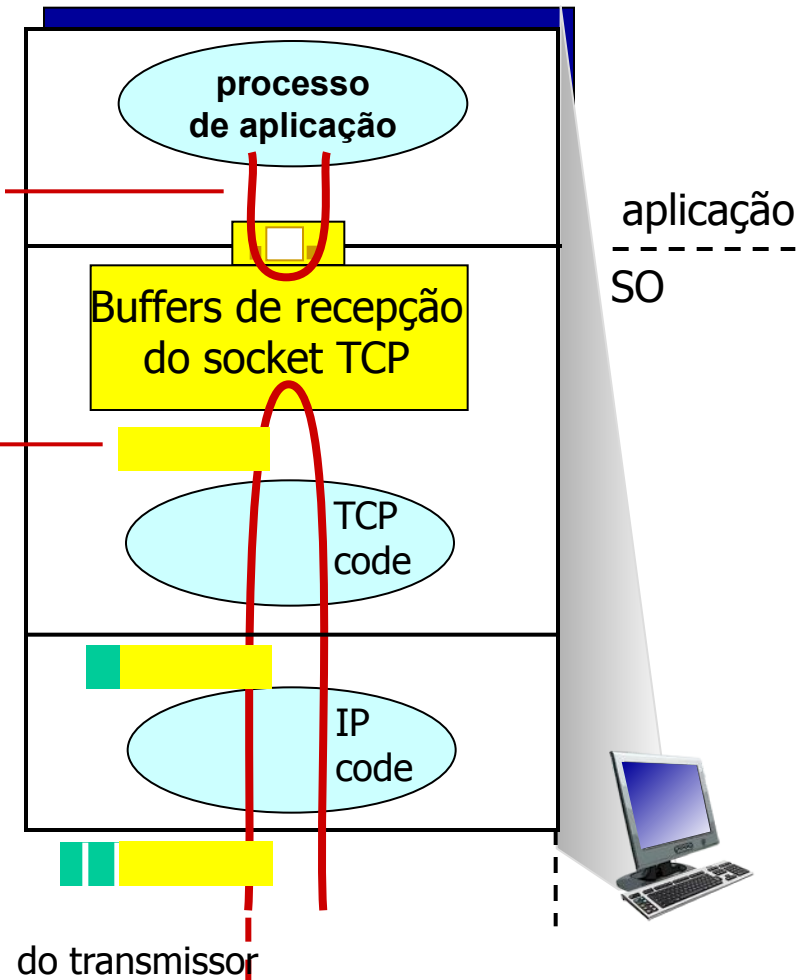 processo
de aplicação
aplicação
SO
Buffers de recepção
do socket TCP
TCP
code
IP
code
do transmissor